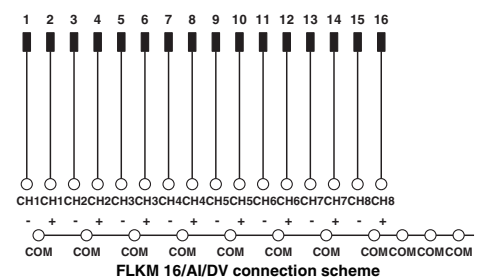 1 2 3 4 5 6 7 8 9 10 11 12 13 14 15 16
CH1CH1CH2CH2CH3CH3CH4CH4CH5CH5CH6CH6CH7CH7CH8CH8
- + - + - + - + - + - + - + - +
COM COM COM COM COM COM COM COMCOMCOMCOM
FLKM 16/AI/DV connection scheme